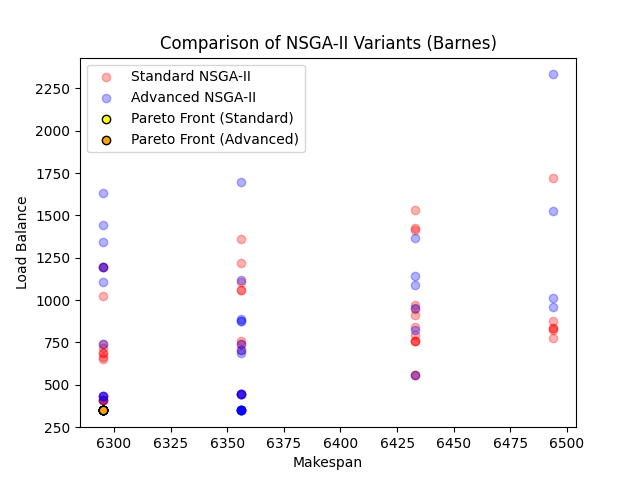 Comparison of NSGA-II Variants (Barnes)
Standard NSGA-II
Advanced NSGA-II
Pareto Front (Standard)
Pareto Front (Advanced)
Load Balance
2250
2000
1750
1500
1250
1000
750
500
250
6300 6325 6350 6375 6400 6425 6450 6475 6500
Makespan